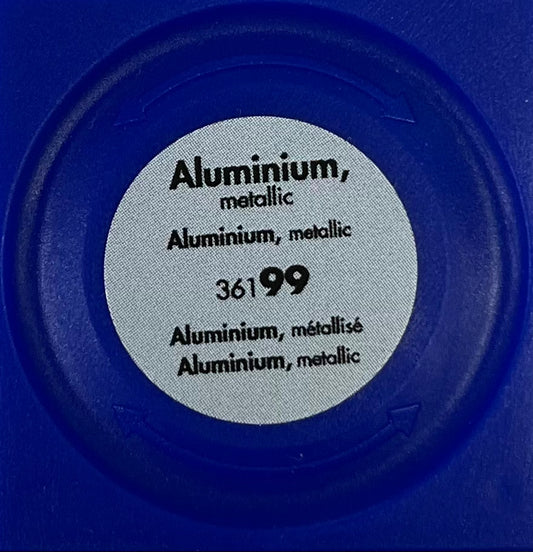 Aluminium,
metallic
Aluminium, metallic
36199
Aluminium, métallisé
Aluminium, metallic